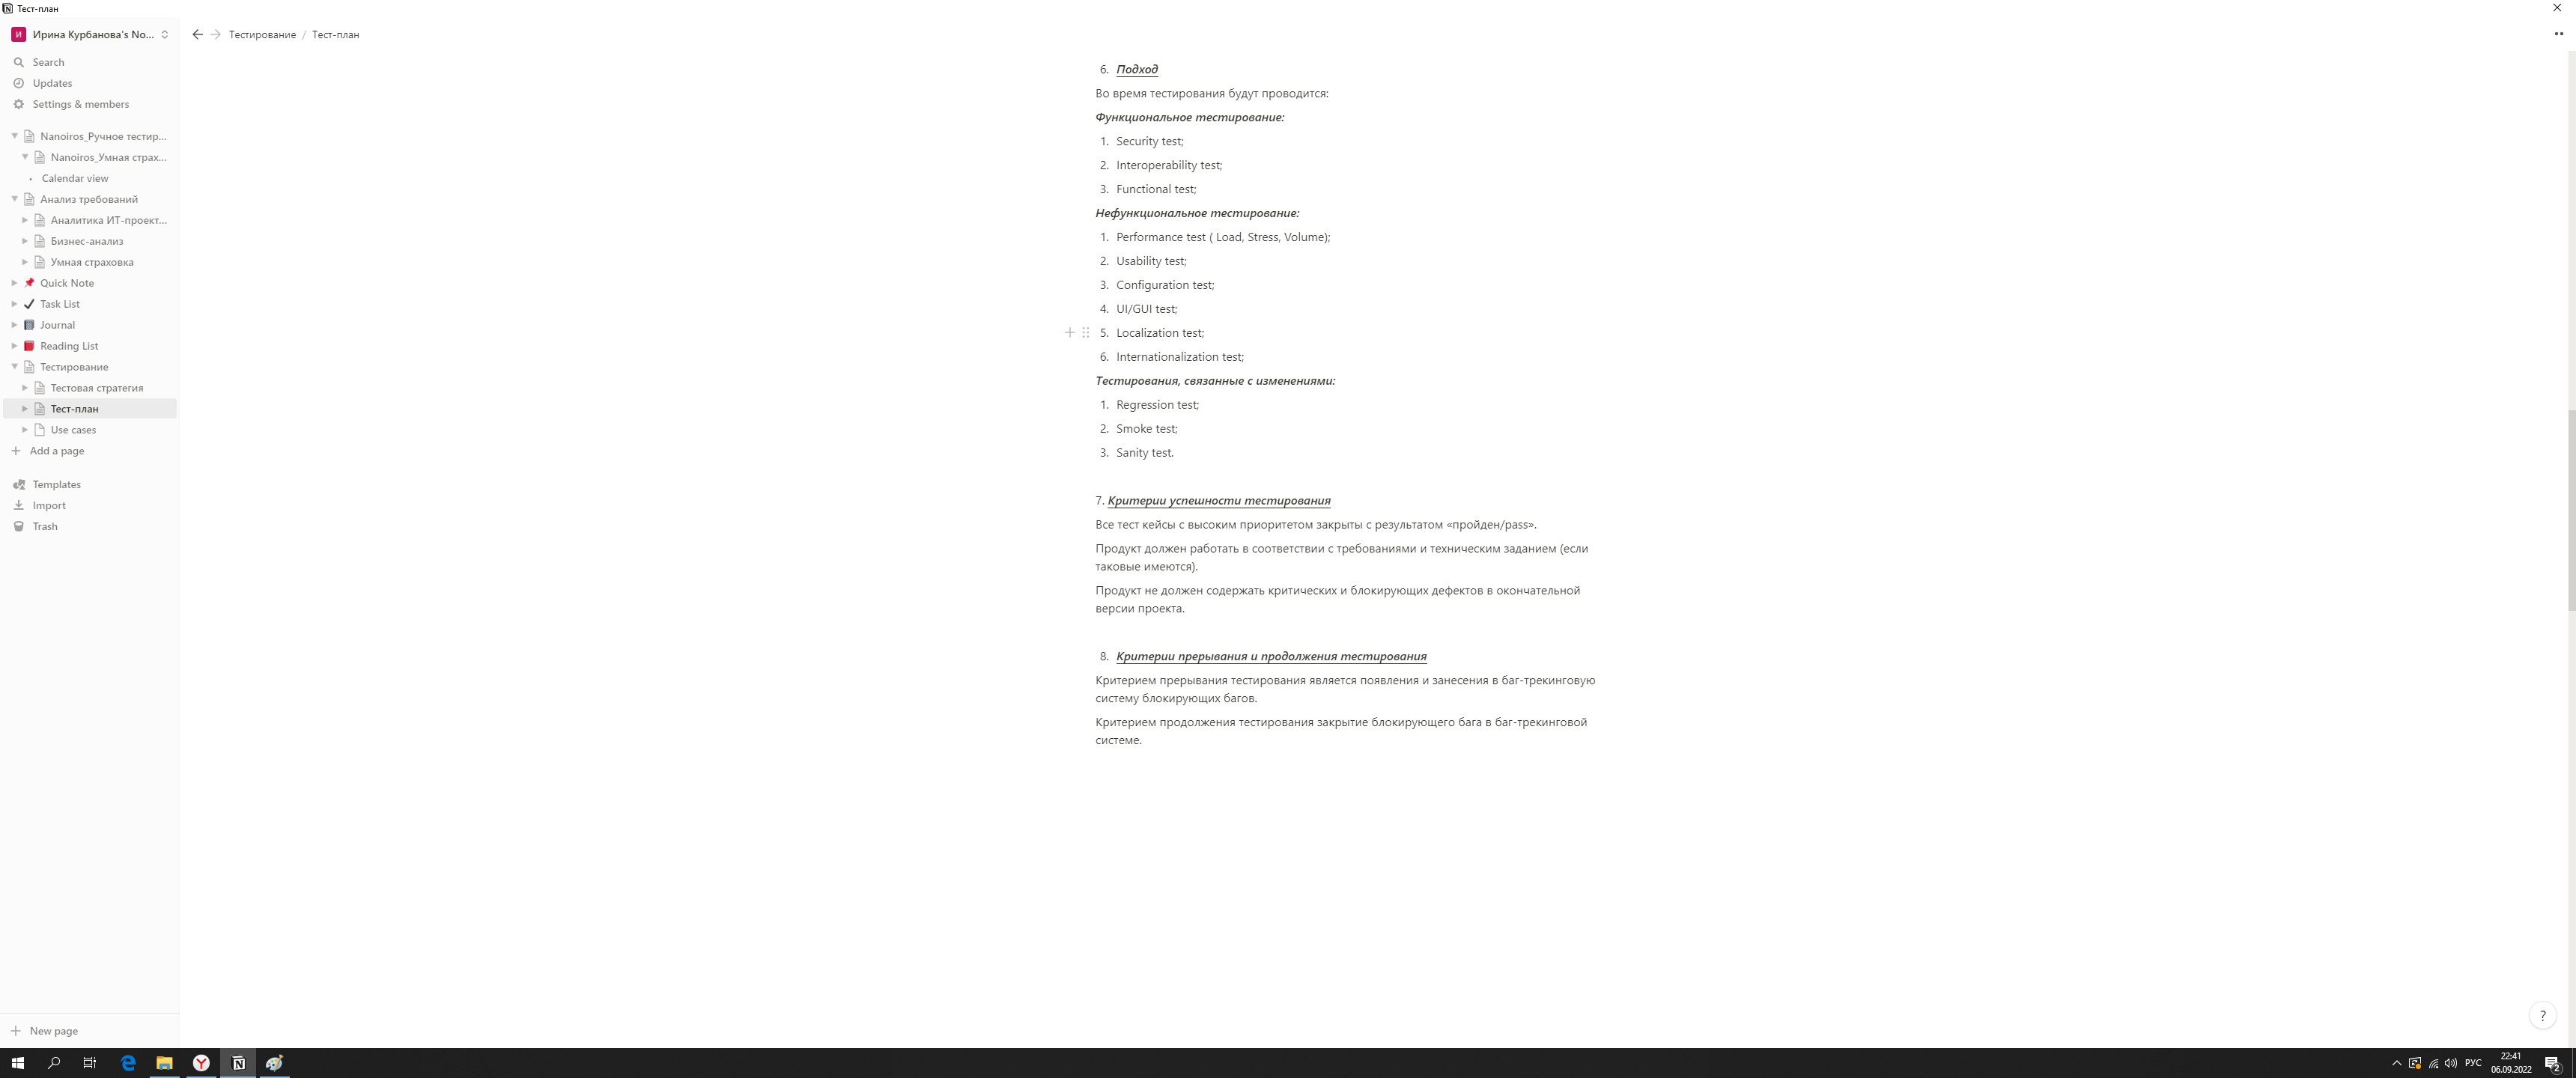 Тест-план
И
Ирина Курбанова's No...
Search
Updates
Settings & members
Nanoiros_Ручное тестир...
Nanoiros_Умная страх...
Calendar view
Анализ требований
Аналитика ИТ-проект...
Бизнес-анализ
Умная страховка
Quick Note
Task List
Journal
Reading List
Тестирование
Тестовая стратегия
Тест-план
Use cases
Add a page
Templates
Import
Trash
New page
Тестирование / Тест-план
6. Подход
Во время тестирования будут проводится:
Функциональное тестирование:
1. Security test;
2. Interoperability test;
3. Functional test;
Нефункциональное тестирование:
1. Performance test ( Load, Stress, Volume);
2. Usability test;
3. Configuration test;
4. UI/GUI test;
5. Localization test;
6. Internationalization test;
Тестирования, связанные с изменениями:
1. Regression test;
2. Smoke test;
3. Sanity test.
7. Критерии успешности тестирования
Все тест кейсы с высоким приоритетом закрыты с результатом «пройден/pass».
Продукт должен работать в соответствии с требованиями и техническим заданием (если
таковые имеются).
Продукт не должен содержать критических и блокирующих дефектов в окончательной
версии проекта.
8. Критерии прерывания и продолжения тестирования
Критерием прерывания тестирования является появления и занесения в баг-трекинговую
систему блокирующих багов.
Критерием продолжения тестирования закрытие блокирующего бага в баг-трекинговой
системе.
?
РУС
22:41
06.09.2022
2